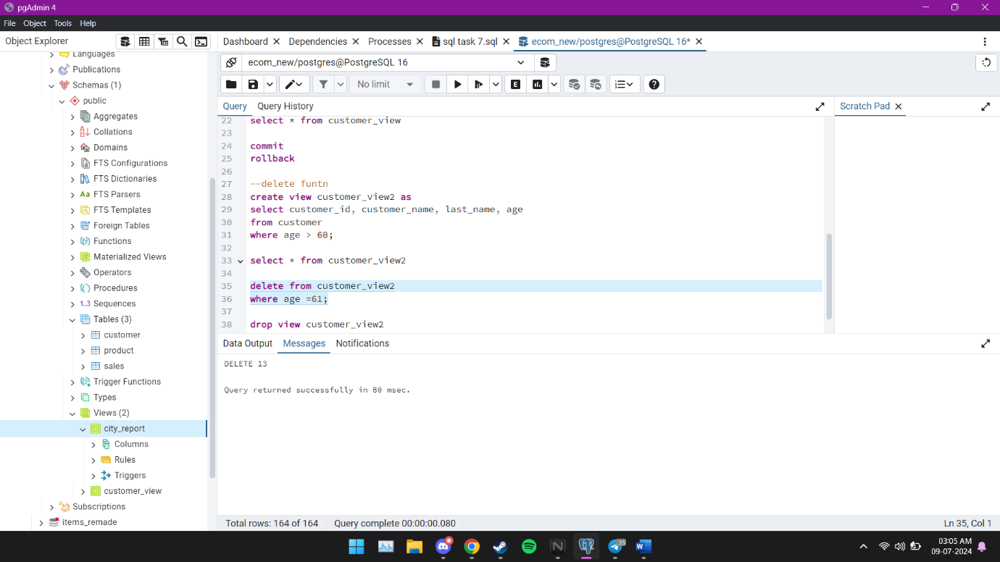 pgAdmin 4
File Object Tools Help
Object Explorer
Dashboard
Dependencies
Processes
sql task 7.sql
ecom_new/postgres@PostgreSQL 16*
ecom_new/postgres@PostgreSQL 16
No limit
E
Languages
Publications
Schemas (1)
public
Aggregates
Collations
Domains
FTS Configurations
FTS Dictionaries
Aa FTS Parsers
FTS Templates
Foreign Tables
Functions
Materialized Views
Operators
Procedures
1..3 Sequences
Tables (3)
customer
product
sales
Trigger Functions
Types
Views (2)
city_report
Columns
Rules
Triggers
customer_view
Subscriptions
items_remade
Query Query History
Scratch Pad
22 select * from customer_view
23
24 commit
25 rollback
26
27 --delete funtn
28 create view customer_view2 as
29 select customer_id, customer_name, last_name, age
30 from customer
31 where age > 60;
32
33 select * from customer_view2
34
35 delete from customer_view2
36 where age =61;
37
38 drop view customer_view2
Data Output Messages Notifications
DELETE 13
Query returned successfully in 80 msec.
Total rows: 164 of 164 Query complete 00:00:00.080 Ln 35, Col 1
35
03:05 AM
09-07-2024